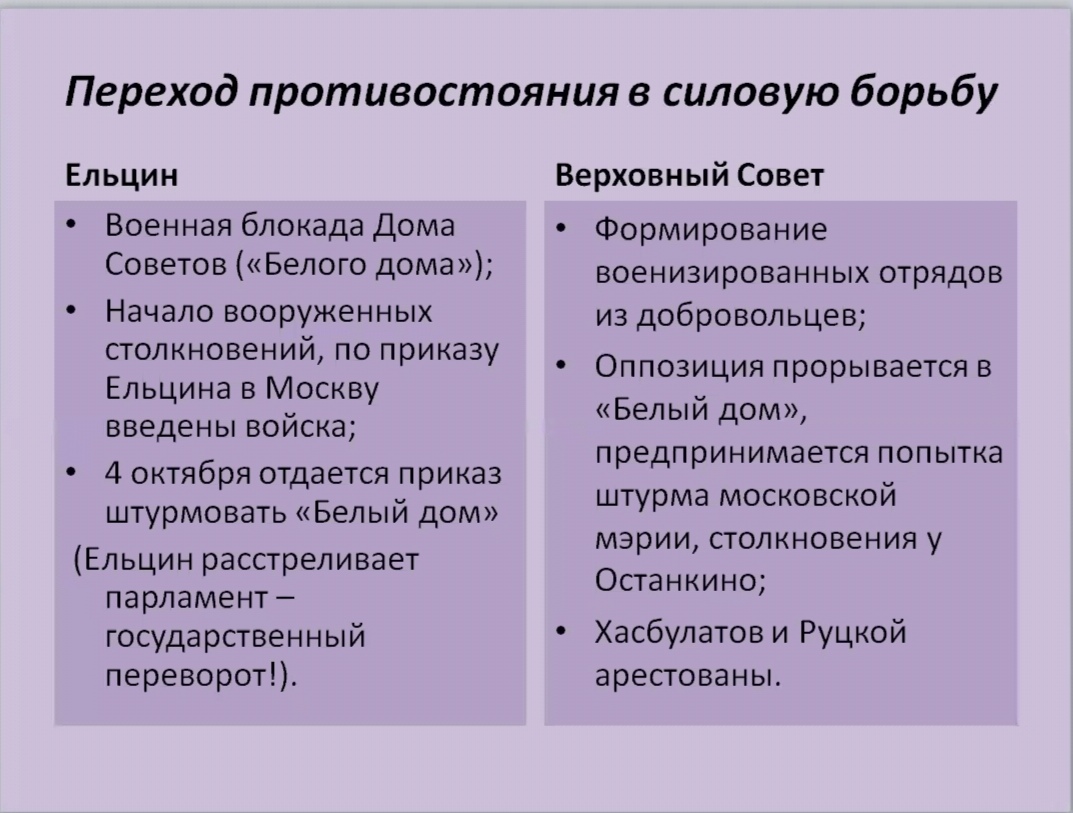 Переход противостояния в силовую борьбу
Ельцин
• Военная блокада Дома
Советов («Белого дома»);
• Начало вооруженных
столкновений, по приказу
Ельцина в Москву
введены войска;
• 4 октября отдается приказ
штурмовать «Белый дом»
(Ельцин расстреливает
парламент –
государственный
переворот!).
Верховный Совет
• Формирование
военизированных отрядов
из добровольцев;
• Оппозиция прорывается в
«Белый дом»,
предпринимается попытка
штурма московской
мэрии, столкновения у
Останкино;
• Хасбулатов и Руцкой
арестованы.